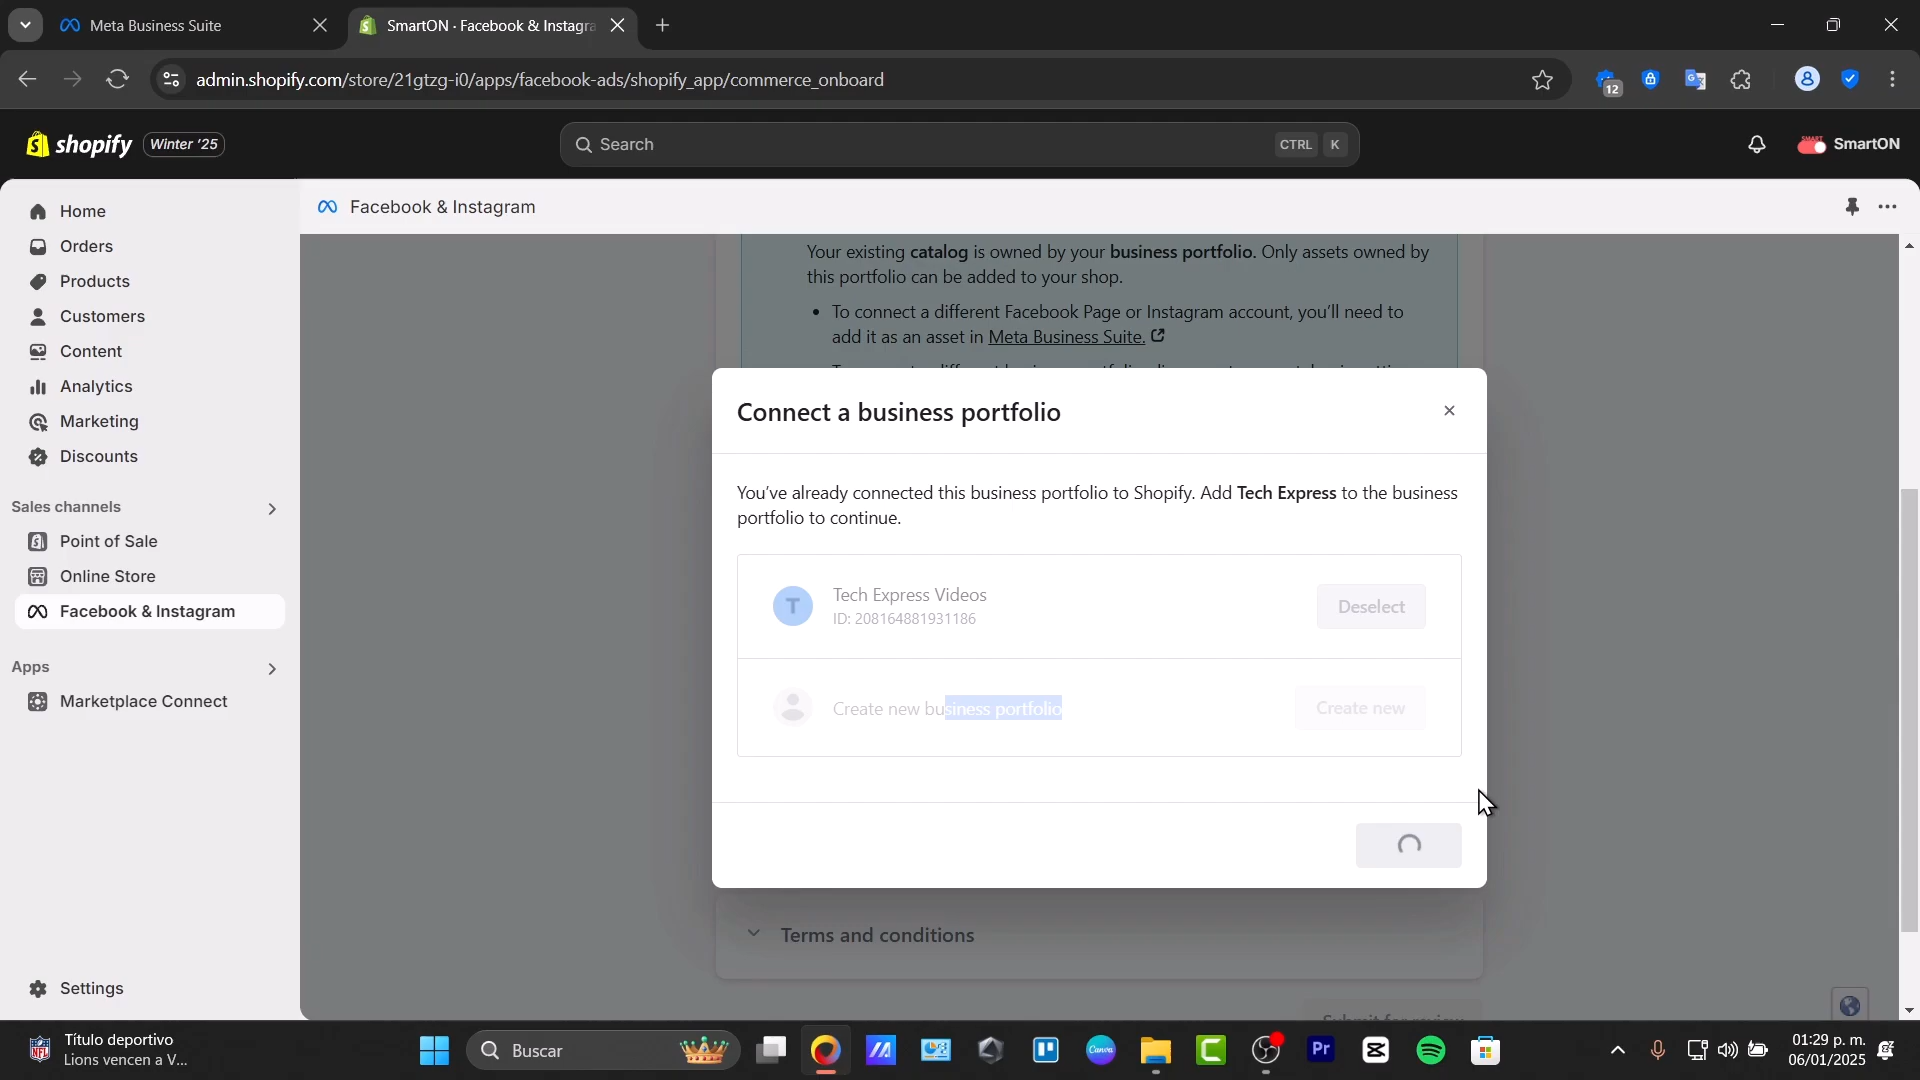 Meta Business Suite
SmartON · Facebook & Instagra
admin.shopify.com/store/21gtzg-i0/apps/facebook-ads/shopify_app/commerce_onboard
12
shopify
Winter '25
Search
CTRL K
SmartON
Home
Orders
Products
Customers
Content
Analytics
Marketing
Discounts
Sales channels
Point of Sale
Online Store
Facebook & Instagram
Apps
Marketplace Connect
Settings
Facebook & Instagram
Your existing catalog is owned by your business portfolio. Only assets owned by
this portfolio can be added to your shop.
• To connect a different Facebook Page or Instagram account, you'll need to
add it as an asset in Meta Business Suite.
Connect a business portfolio
You've already connected this business portfolio to Shopify. Add Tech Express to the business
portfolio to continue.
T
Tech Express Videos
ID: 208164881931186
Deselect
Create new business portfolio
Create new
Terms and conditions
Título deportivo
Lions vencen a V...
Buscar
Canva
Pr
01:29 p. m.
06/01/2025